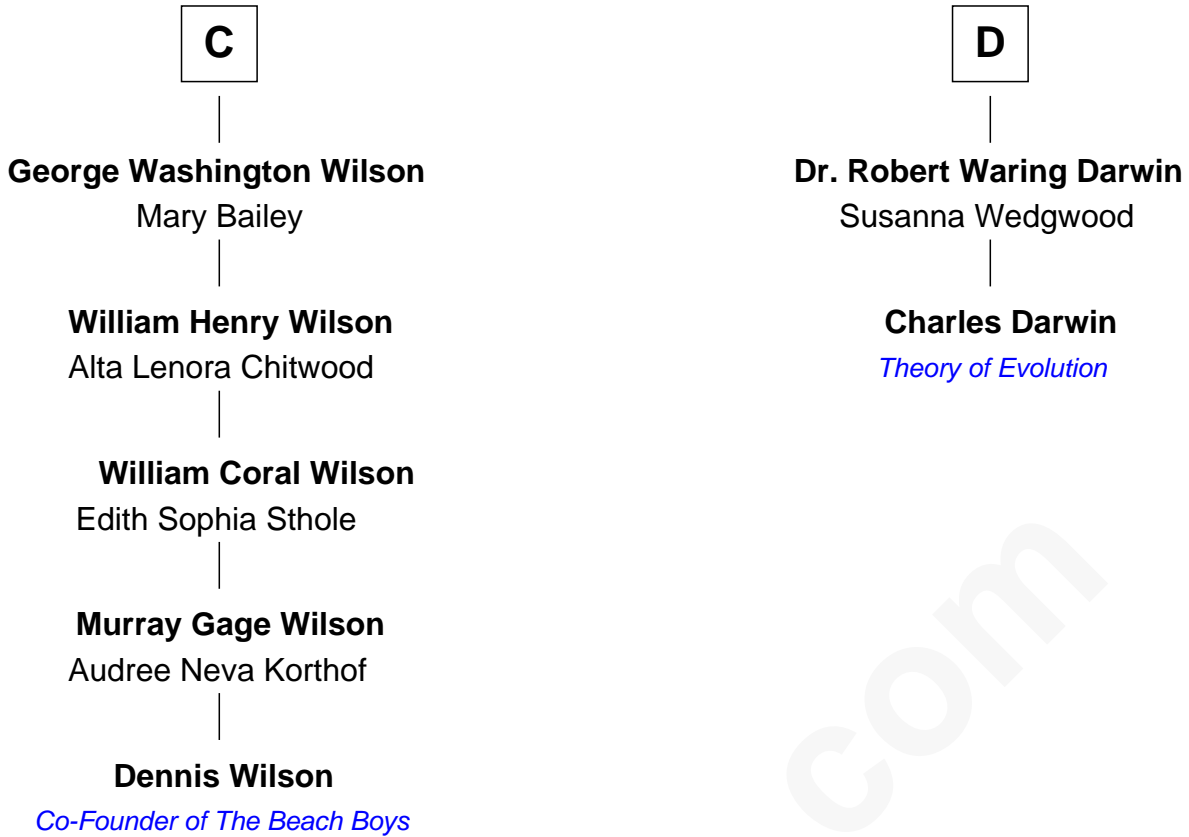 C
George Washington Wilson
Mary Bailey
William Henry Wilson
Alta Lenora Chitwood
William Coral Wilson
Edith Sophia Sthole
Murray Gage Wilson
Audree Neva Korthof
Dennis Wilson
Co-Founder of The Beach Boys
D
Dr. Robert Waring Darwin
Susanna Wedgwood
Charles Darwin
Theory of Evolution
com